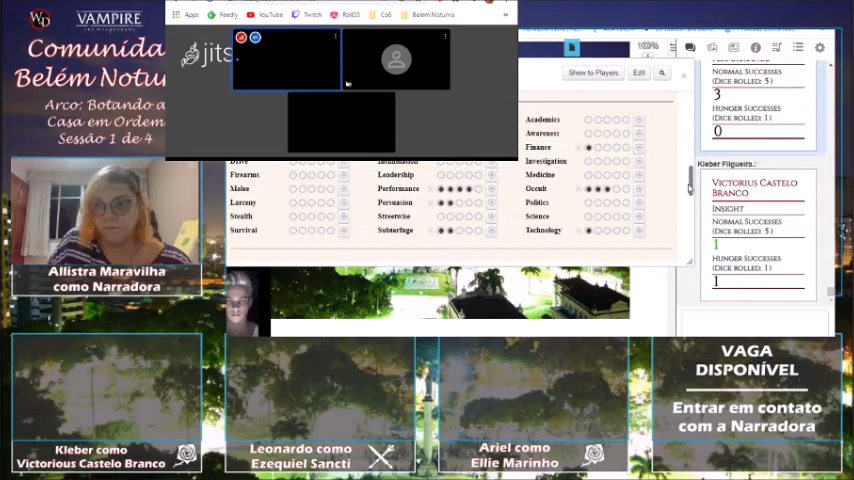 WD
VAMPIRE
Comunida
Belém Notu
Arco: Botando a
Casa em Ordem
Sessão 1 de 4
Allistra Maravilha
como Narradora
Apps
Feedly
YouTube
Twitch
Roll20
CoS
Belem Noturna
»
jits
Show to Players
Edit
Academics
Awareness
Finance
Investigation
Medicine
Occult
Politics
Science
Technology
Firearms
Melee
Larceny
Stealth
Survival
Leadership
Performance
Persuasion
Streetwise
Subterfuge
Normal Successes
(Dice rolled: 5)
3
Hunger Successes
(Dice rolled: 1)
0
Kleber Filgueira.:
Victorius Castelo
Branco
Insight
Normal Successes
(Dice rolled: 5)
1
Hunger Successes
(Dice rolled: 1)
1
Kleber como
Victorious Castelo Branco
Leonardo como
Ezequiel Sancti
Ariel como
Ellie Marinho
VAGA
DISPONÍVEL
Entrar em contato
com a Narradora